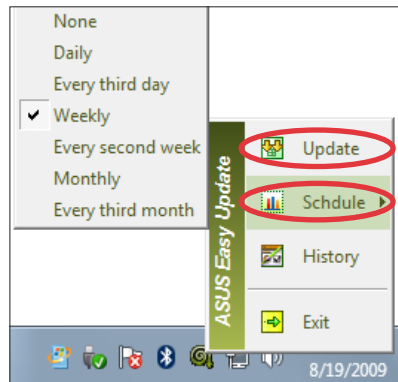 None
Daily
Every third day
Weekly
Every second week
Monthly
Every third month
ASUS Easy Update
Update
Schdule
History
Exit
8/19/2009